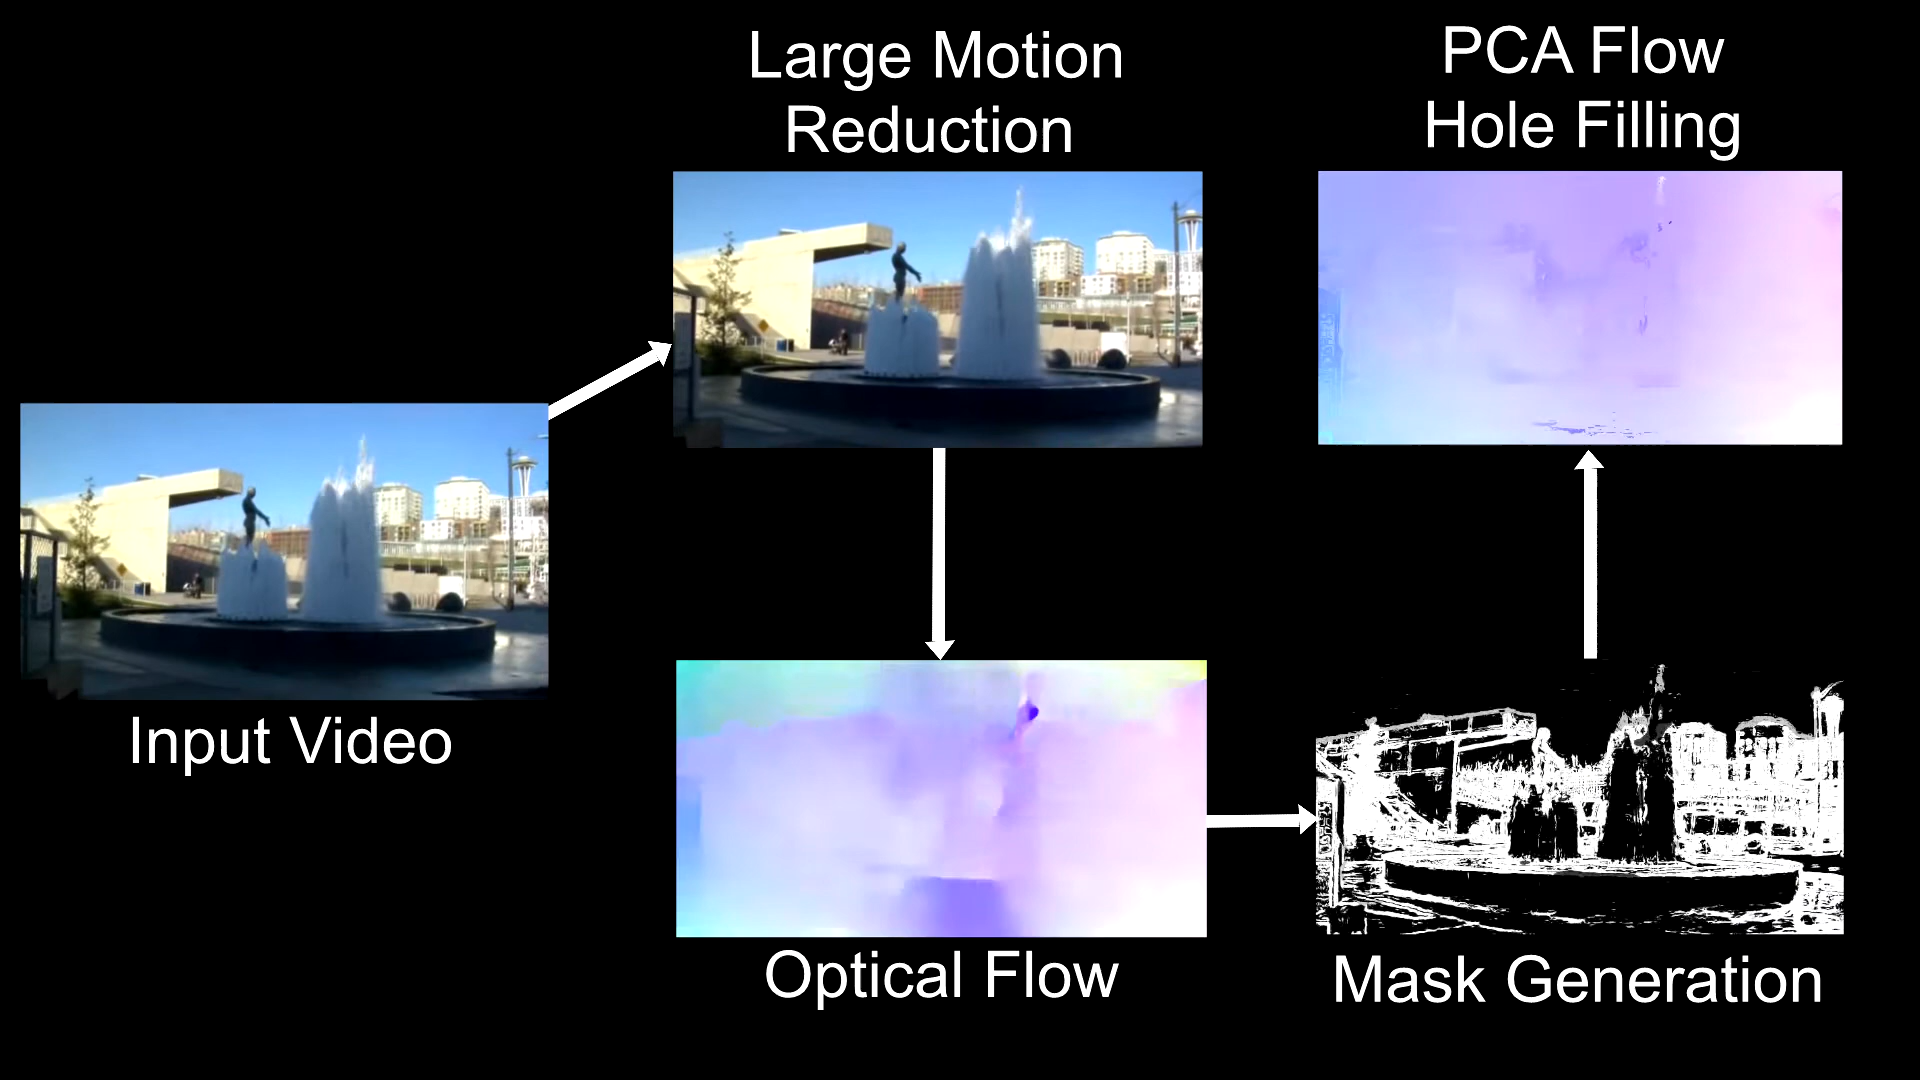 Large Motion
Reduction
PCA Flow
Hole Filling
Input Video
Optical Flow
Mask Generation